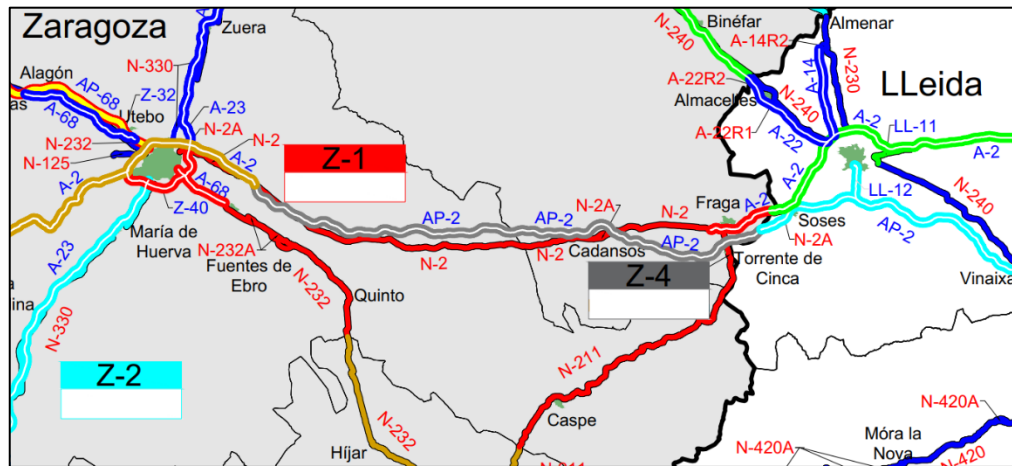 Zaragoza
Zuera
Binéfar
Almenar
N-240
A-14R2
N-330
Alagón
AP-68
Z-32
A-14
N-230
LLeida
A-22R2
as
A-68
Utebo
A-23
Almacelles
N-240
A-2
LL-11
N-2A
N-232
N-2
A-22R1
A-22
A-2
N-125
A-2
Z-1
A-2
A-68
A-2
LL-12
Z-40
N-2A
Fraga
A-2
N-2
AP-2
AP-2
Soses
N-240
María de
Huerva
AP-2
A-23
N-232A
N-2
N-2
Cadansos
AP-2
N-2A
Fuentes de
Ebro
Torrente de
Cinca
Vinaixa
Z-4
N-232
Quinto
ina
N-330
N-211
Z-2
N-420A
Caspe
N-232
Móra la
Nova
N-420A
Híjar
N-420